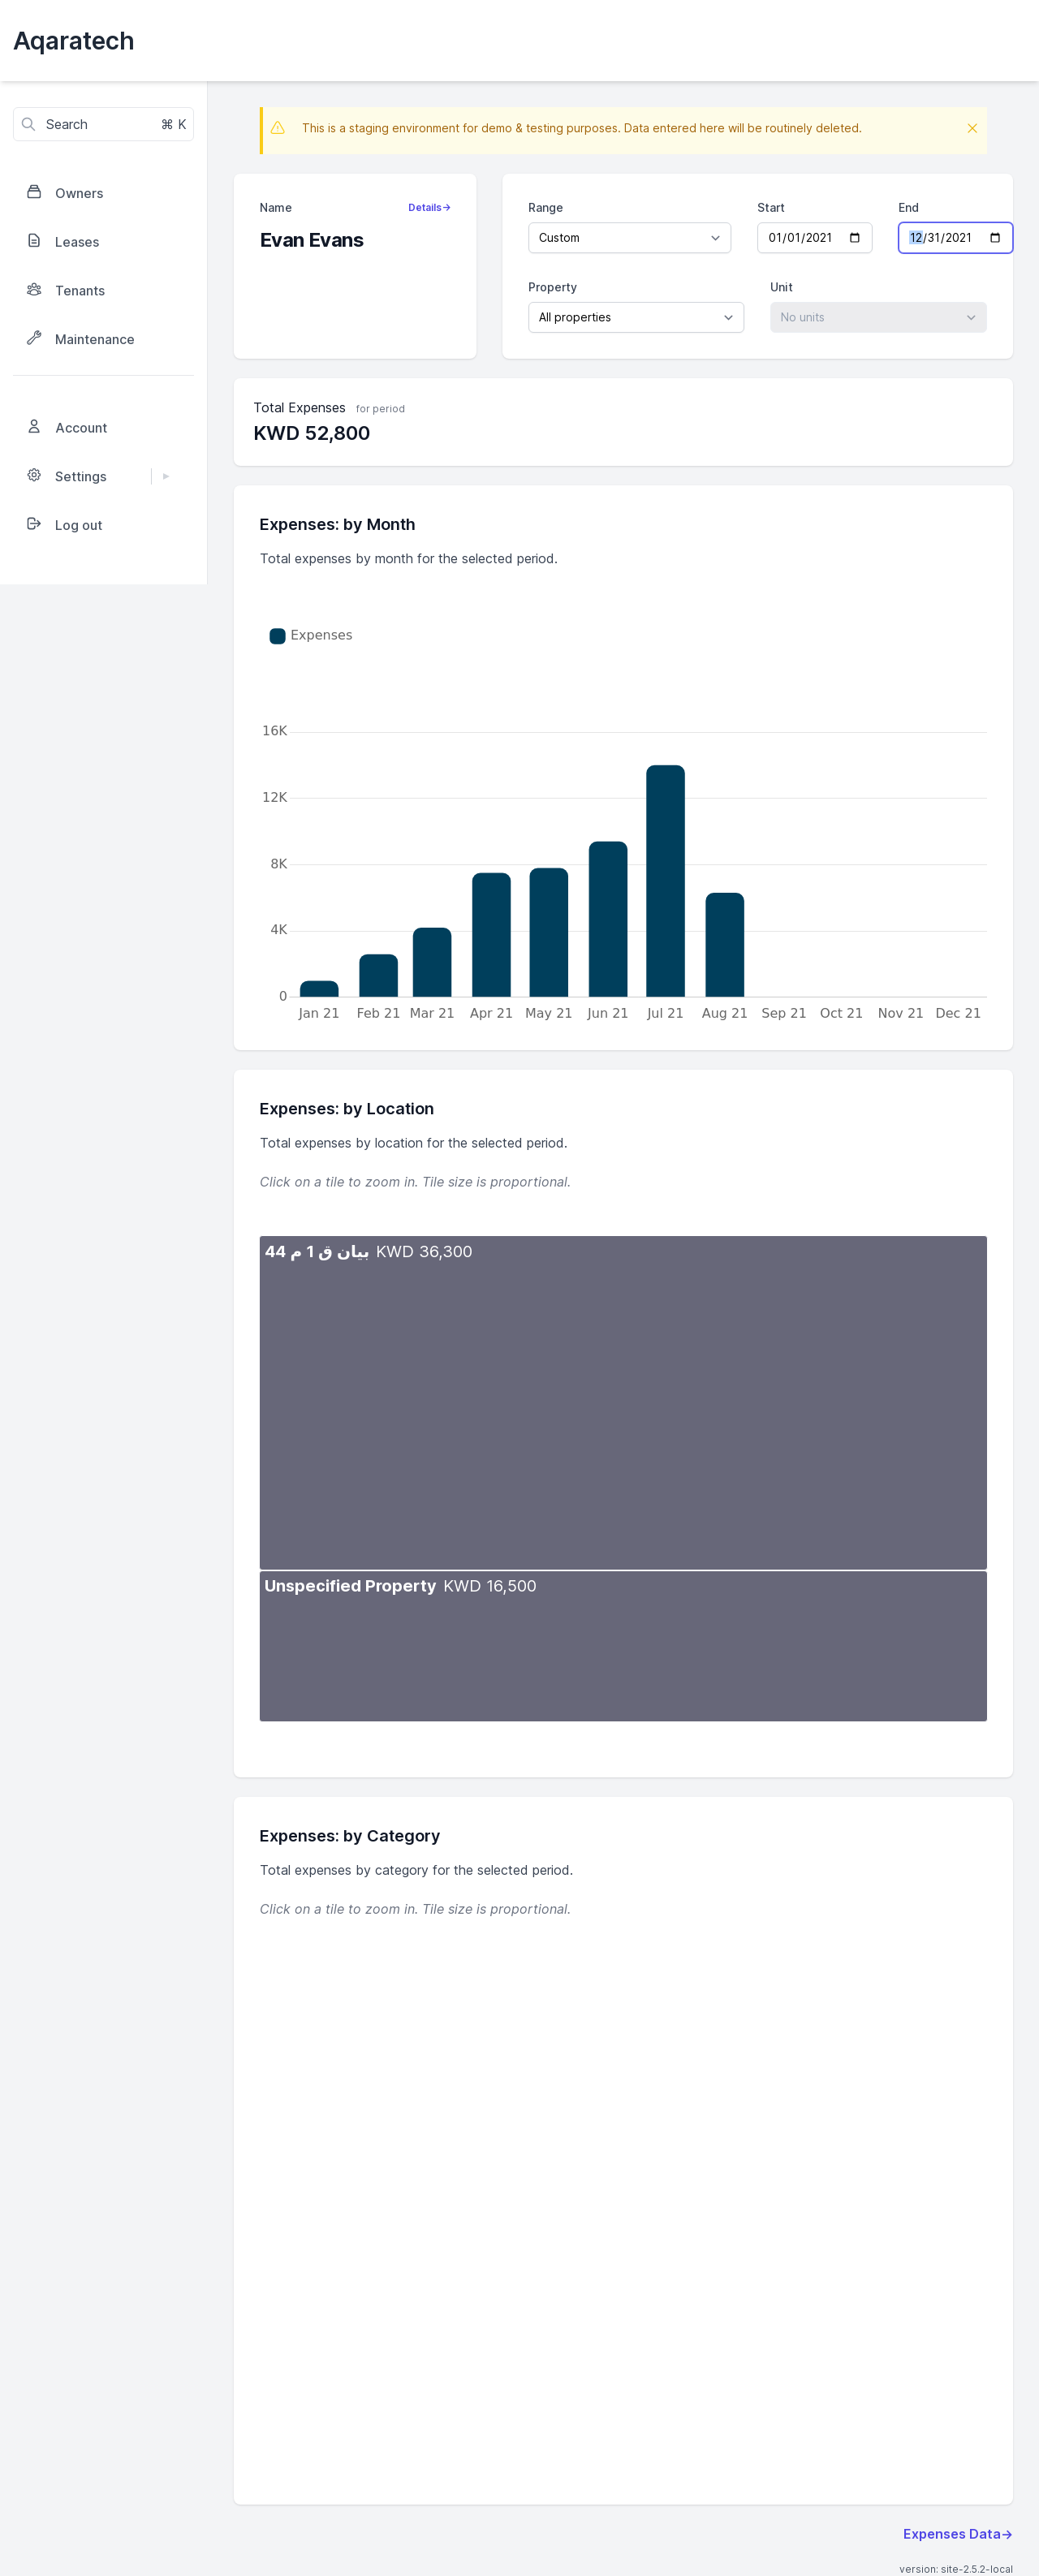 Aqaratech
Search ⌘ K
Owners
Leases
Tenants
Maintenance
Account
Settings
Log out
This is a staging environment for demo & testing purposes. Data entered here will be routinely deleted.
Name Details→
Evan Evans
Range Start End
Custom 01/01/2021 12/31/2021
Property Unit
All properties No units
Total Expenses for period
KWD 52,800
Expenses: by Month
Total expenses by month for the selected period.
Expenses
16K
12K
8K
4K
0
Jan 21 Feb 21 Mar 21 Apr 21 May 21 Jun 21 Jul 21 Aug 21 Sep 21 Oct 21 Nov 21 Dec 21
Expenses: by Location
Total expenses by location for the selected period.
Click on a tile to zoom in. Tile size is proportional.
بيان ق 1 م 44 KWD 36,300
Unspecified Property KWD 16,500
Expenses: by Category
Total expenses by category for the selected period.
Click on a tile to zoom in. Tile size is proportional.
Expenses Data→
version: site-2.5.2-local